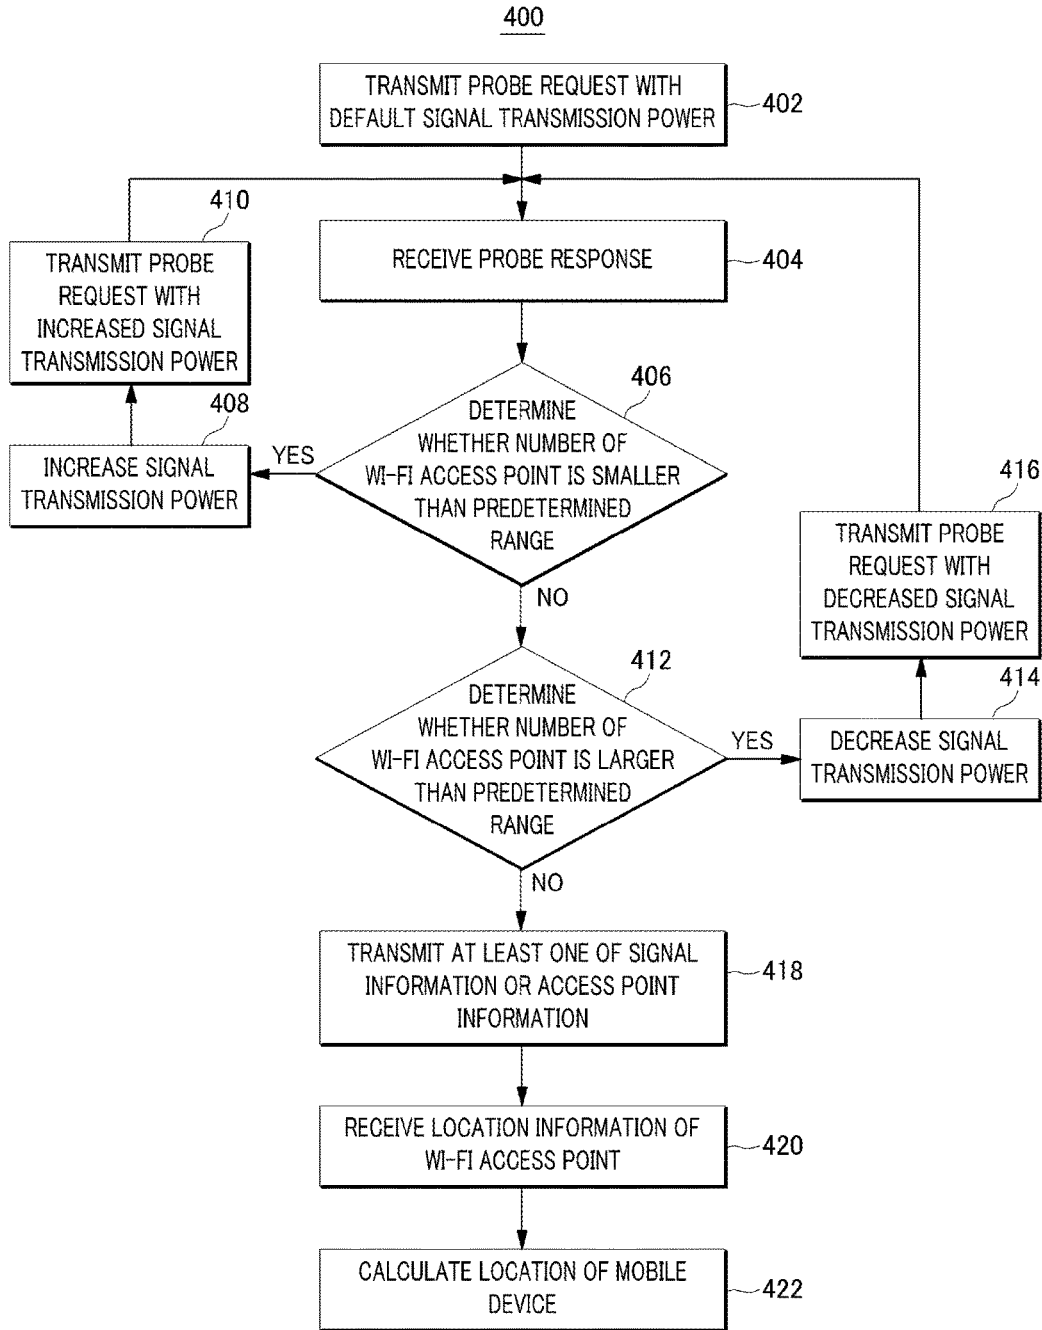 400
TRANSMIT PROBE REQUEST WITH
DEFAULT SIGNAL TRANSMISSION POWER
402
RECEIVE PROBE RESPONSE
404
410
TRANSMIT PROBE
REQUEST WITH
INCREASED SIGNAL
TRANSMISSION POWER
408
INCREASE SIGNAL
TRANSMISSION POWER
YES
406
DETERMINE
WHETHER NUMBER OF
WI-FI ACCESS POINT IS SMALLER
THAN PREDETERMINED
RANGE
NO
416
TRANSMIT PROBE
REQUEST WITH
DECREASED SIGNAL
TRANSMISSION POWER
412
DETERMINE
WHETHER NUMBER OF
WI-FI ACCESS POINT IS LARGER
THAN PREDETERMINED
RANGE
YES
414
DECREASE SIGNAL
TRANSMISSION POWER
NO
TRANSMIT AT LEAST ONE OF SIGNAL
INFORMATION OR ACCESS POINT
INFORMATION
418
RECEIVE LOCATION INFORMATION OF
WI-FI ACCESS POINT
420
CALCULATE LOCATION OF MOBILE
DEVICE
422